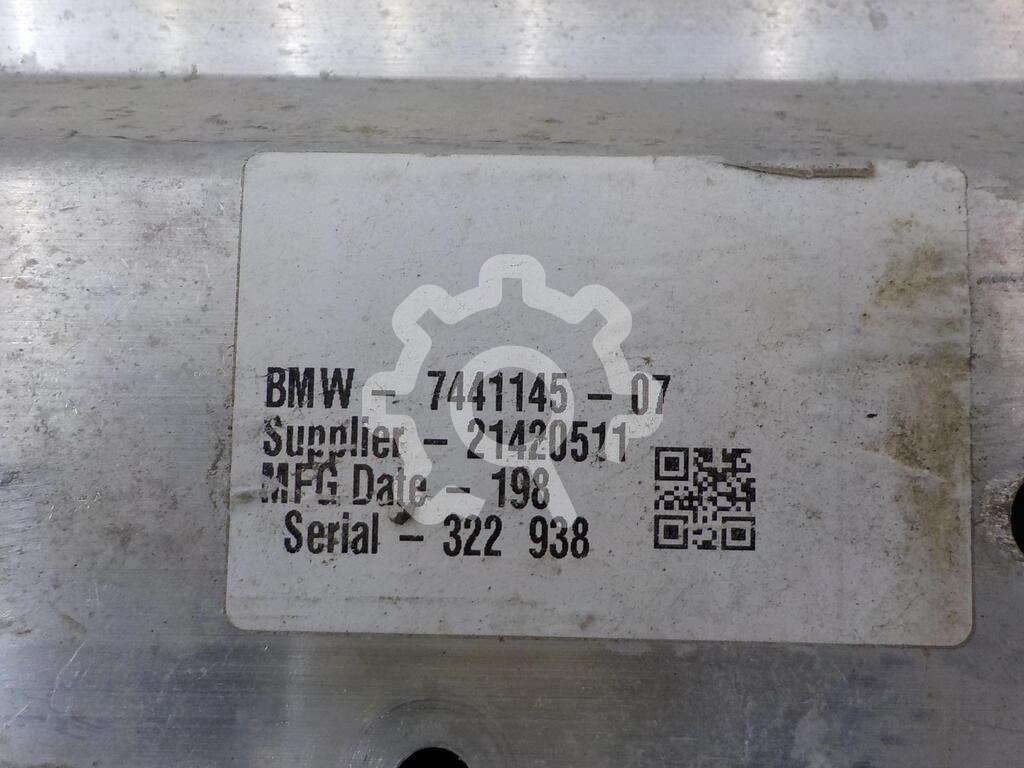 BMW - 7441145 - 07
Supplier - 21420511
MFG Date - 198
Serial - 322 938